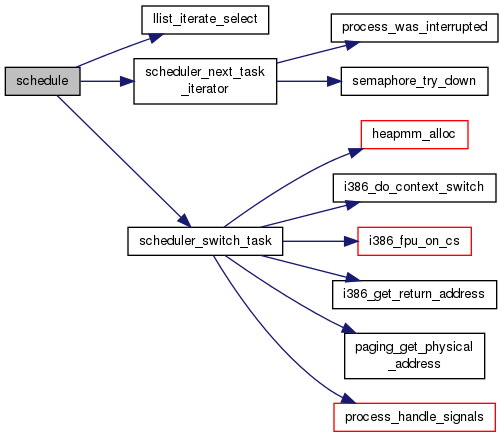 schedule
llist_iterate_select
scheduler_next_task
_iterator
scheduler_switch_task
process_was_interrupted
semaphore_try_down
heapmm_alloc
i386_do_context_switch
i386_fpu_on_cs
i386_get_return_address
paging_get_physical
_address
process_handle_signals